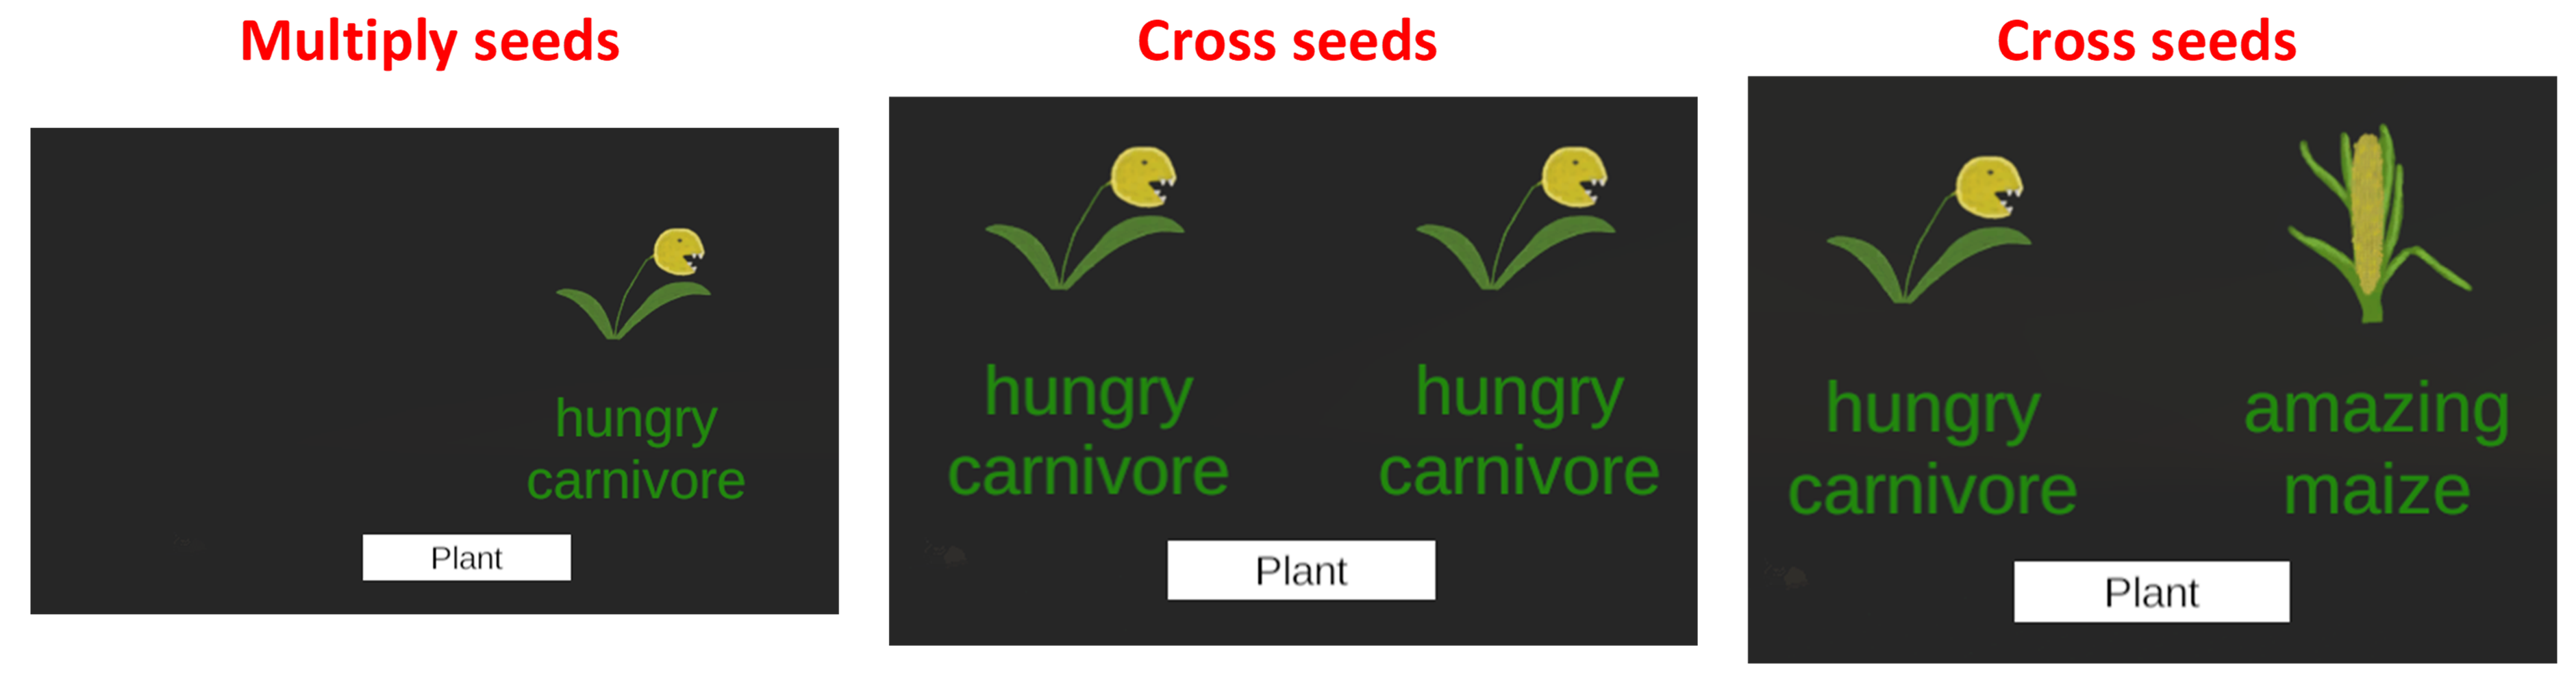 Multiply seeds
hungry
carnivore
Plant
Cross seeds
hungry
carnivore
hungry
carnivore
Plant
Cross seeds
hungry
carnivore
amazing
maize
Plant